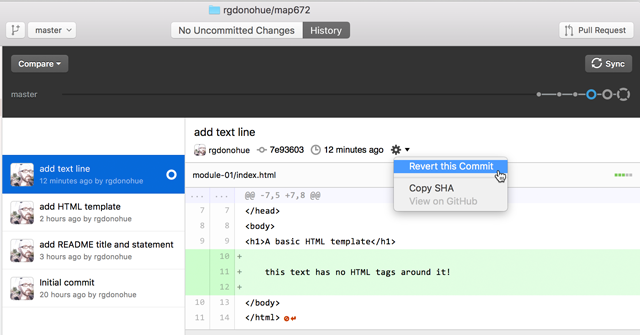 rgdonohue/map672
master
No Uncommitted Changes
History
Pull Request
Compare
Sync
master
add text line
12 minutes ago by rgdonohue
add HTML template
2 hours ago by rgdonohue
add README title and statement
3 hours ago by rgdonohue
Initial commit
20 hours ago by rgdonohue
add text line
rgdonohue 7e93603 12 minutes ago
Revert this Commit
Copy SHA
View on GitHub
module-01/index.html
... ... @@ -7,5 +7,8 @@
7 7 </head>
8 8 <body>
9 9 <h1>A basic HTML template</h1>
10 +
11 + this text has no HTML tags around it!
12 +
10 13 </body>
11 14 </html>